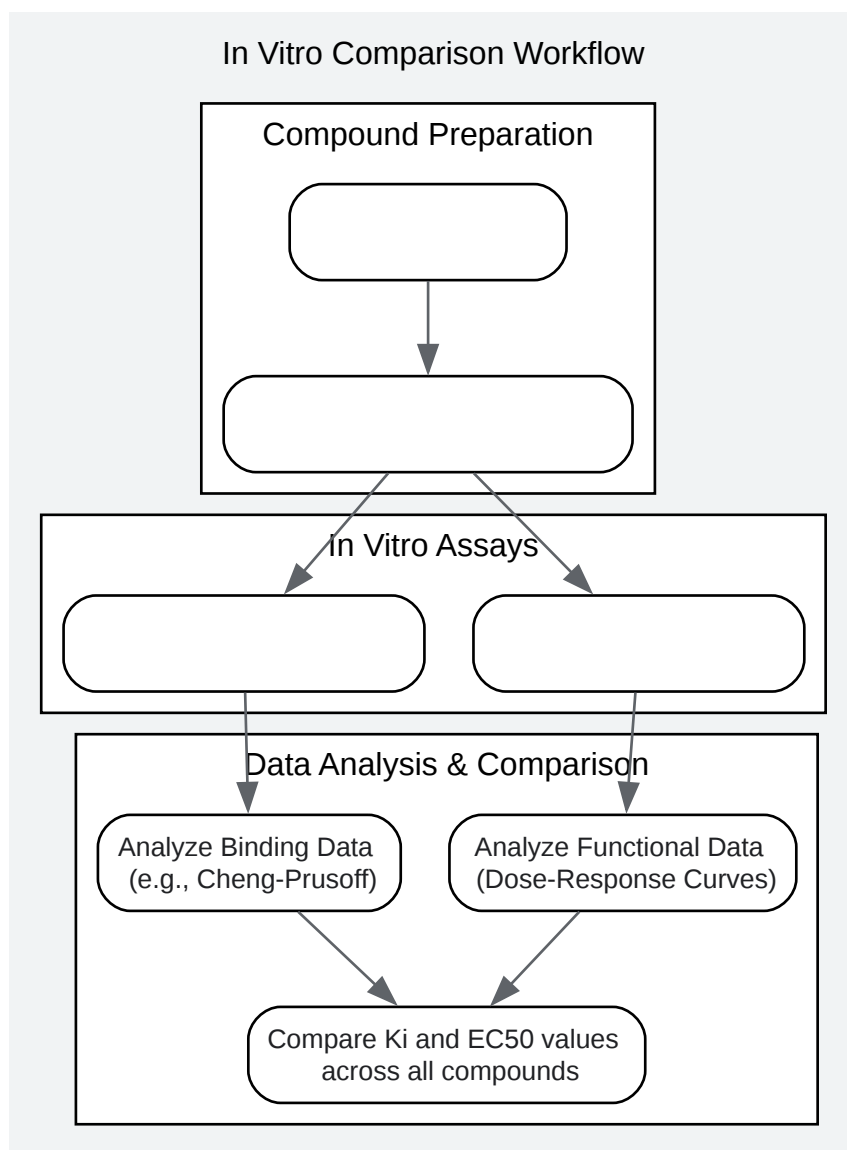 In Vitro Comparison Workflow
Compound Preparation
In Vitro Assays
Data Analysis & Comparison
Analyze Binding Data
(e.g., Cheng-Prusoff)
Analyze Functional Data
(Dose-Response Curves)
Compare Ki and EC50 values
across all compounds